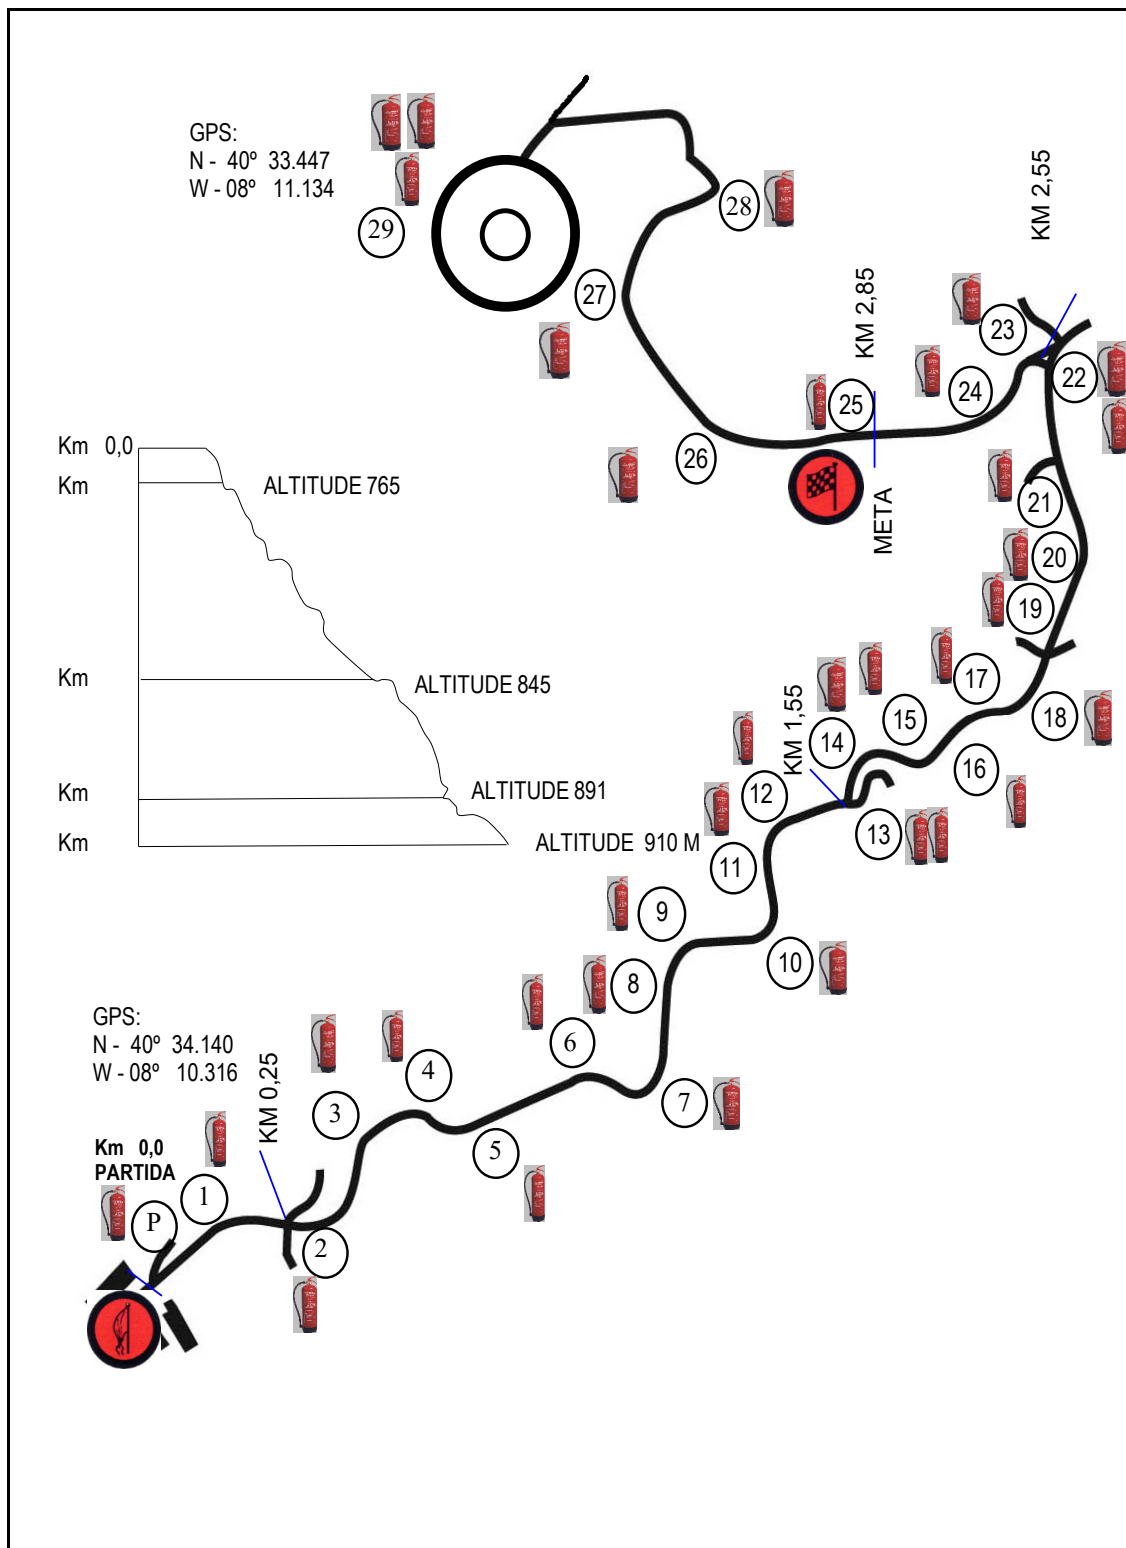 GPS:
N - 40º 33.447
W - 08º 11.134
29
28
27
KM 2,55
KM 2,85
23
22
24
25
26
META
21
20
19
Km 0,0
Km
ALTITUDE 765
Km
ALTITUDE 845
Km
ALTITUDE 891
Km
ALTITUDE 910 M
17
18
15
14
16
KM 1,55
12
13
11
9
10
8
6
7
GPS:
N - 40º 34.140
W - 08º 10.316
KM 0,25
4
3
5
Km 0,0
PARTIDA
1
P
2